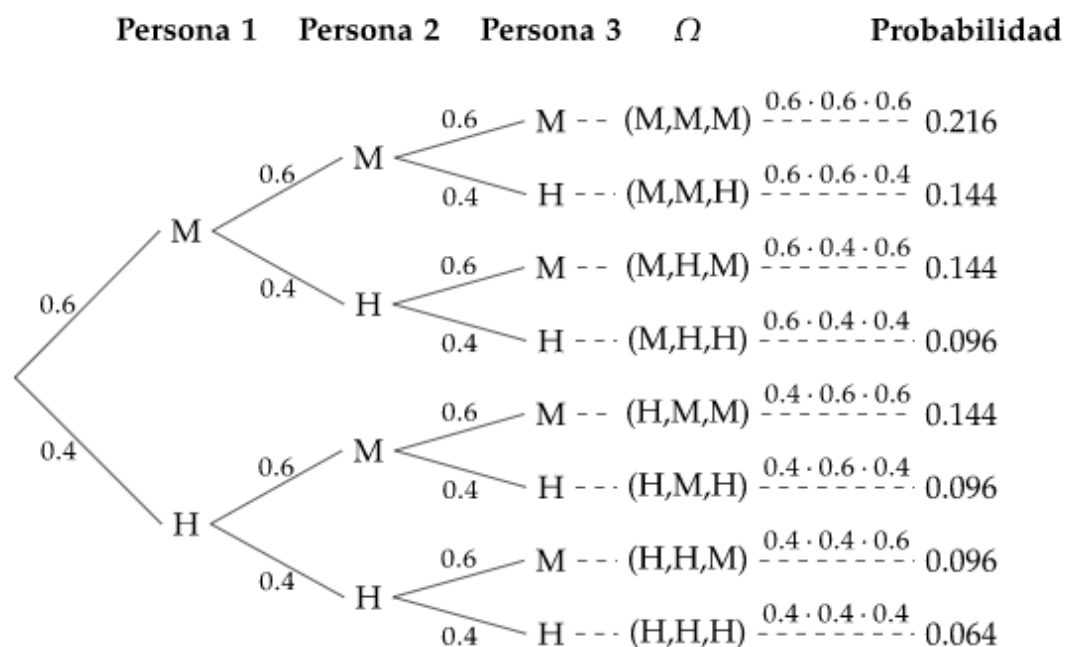 Persona 1 Persona 2 Persona 3 Ω Probabilidad
0.6 M -- (M,M,M) 0.6 · 0.6 · 0.6 0.216
0.6 M
0.4 H --- (M,M,H) 0.6 · 0.6 · 0.4 0.144
M
0.6 M -- (M,H,M) 0.6 · 0.4 · 0.6 0.144
0.4 H
0.6
0.4 H --- (M,H,H) 0.6 · 0.4 · 0.4 0.096
0.6 M -- (H,M,M) 0.4 · 0.6 · 0.6 0.144
0.4
0.6 M
0.4 H --- (H,M,H) 0.4 · 0.6 · 0.4 0.096
H
0.6 M -- (H,H,M) 0.4 · 0.4 · 0.6 0.096
0.4 H
0.4 H --- (H,H,H) 0.4 · 0.4 · 0.4 0.064